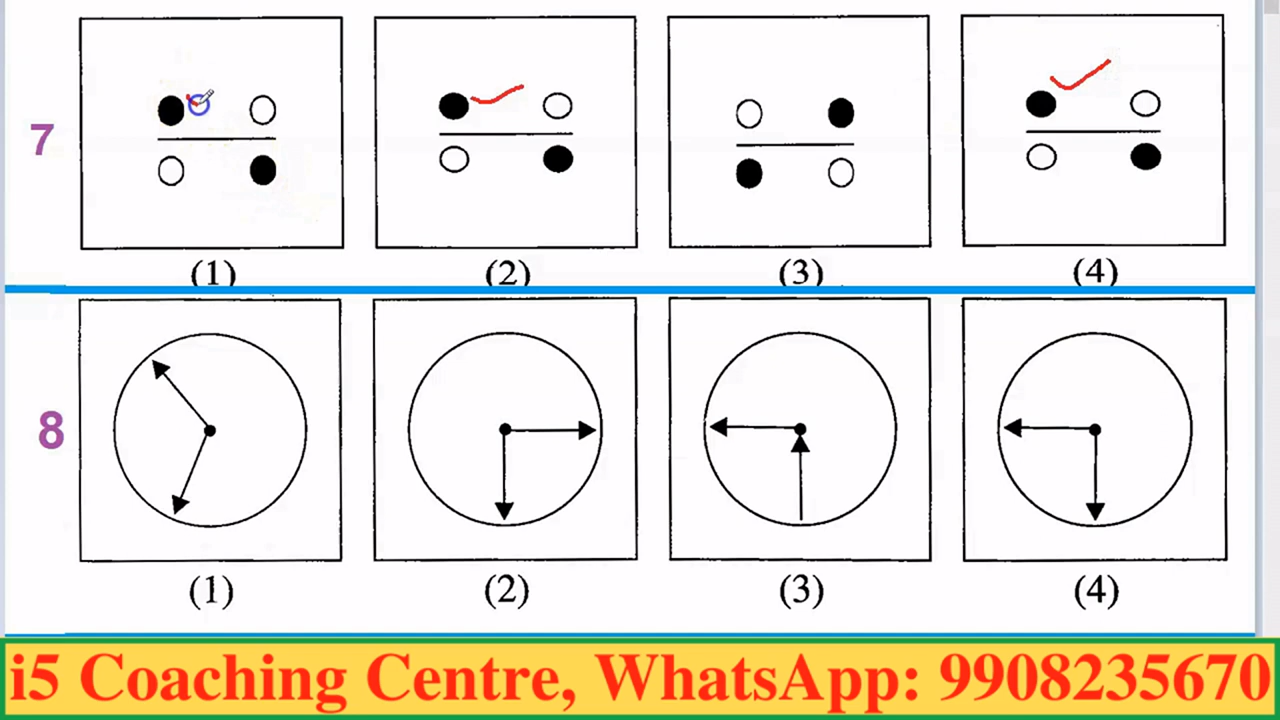 7
(1) (2) (3) (4)
8
(1) (2) (3) (4)
i5 Coaching Centre, WhatsApp: 9908235670